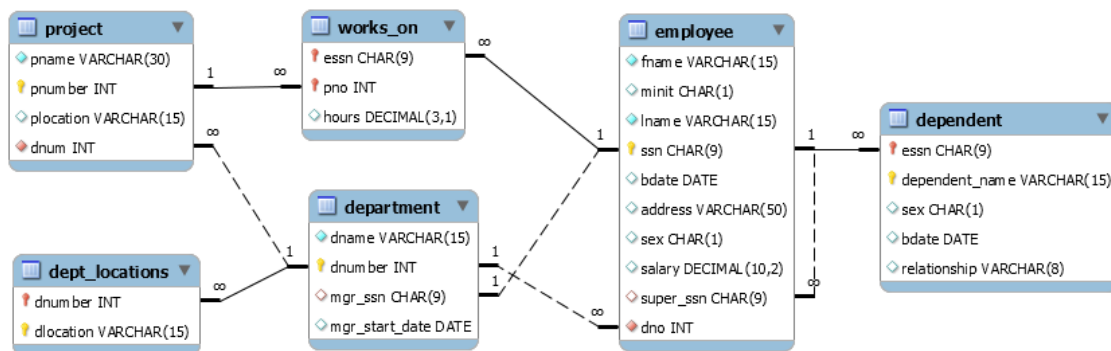 project
pname VARCHAR(30)
pnumber INT
plocation VARCHAR(15)
dnum INT
1
∞
∞
works_on
essn CHAR(9)
pno INT
hours DECIMAL(3,1)
∞
1
employee
fname VARCHAR(15)
minit CHAR(1)
lname VARCHAR(15)
ssn CHAR(9)
bdate DATE
address VARCHAR(50)
sex CHAR(1)
salary DECIMAL(10,2)
super_ssn CHAR(9)
dno INT
1
∞
∞
∞
dependent
essn CHAR(9)
dependent_name VARCHAR(15)
sex CHAR(1)
bdate DATE
relationship VARCHAR(8)
dept_locations
dnumber INT
dlocation VARCHAR(15)
∞
1
department
dname VARCHAR(15)
dnumber INT
mgr_ssn CHAR(9)
mgr_start_date DATE
1
1